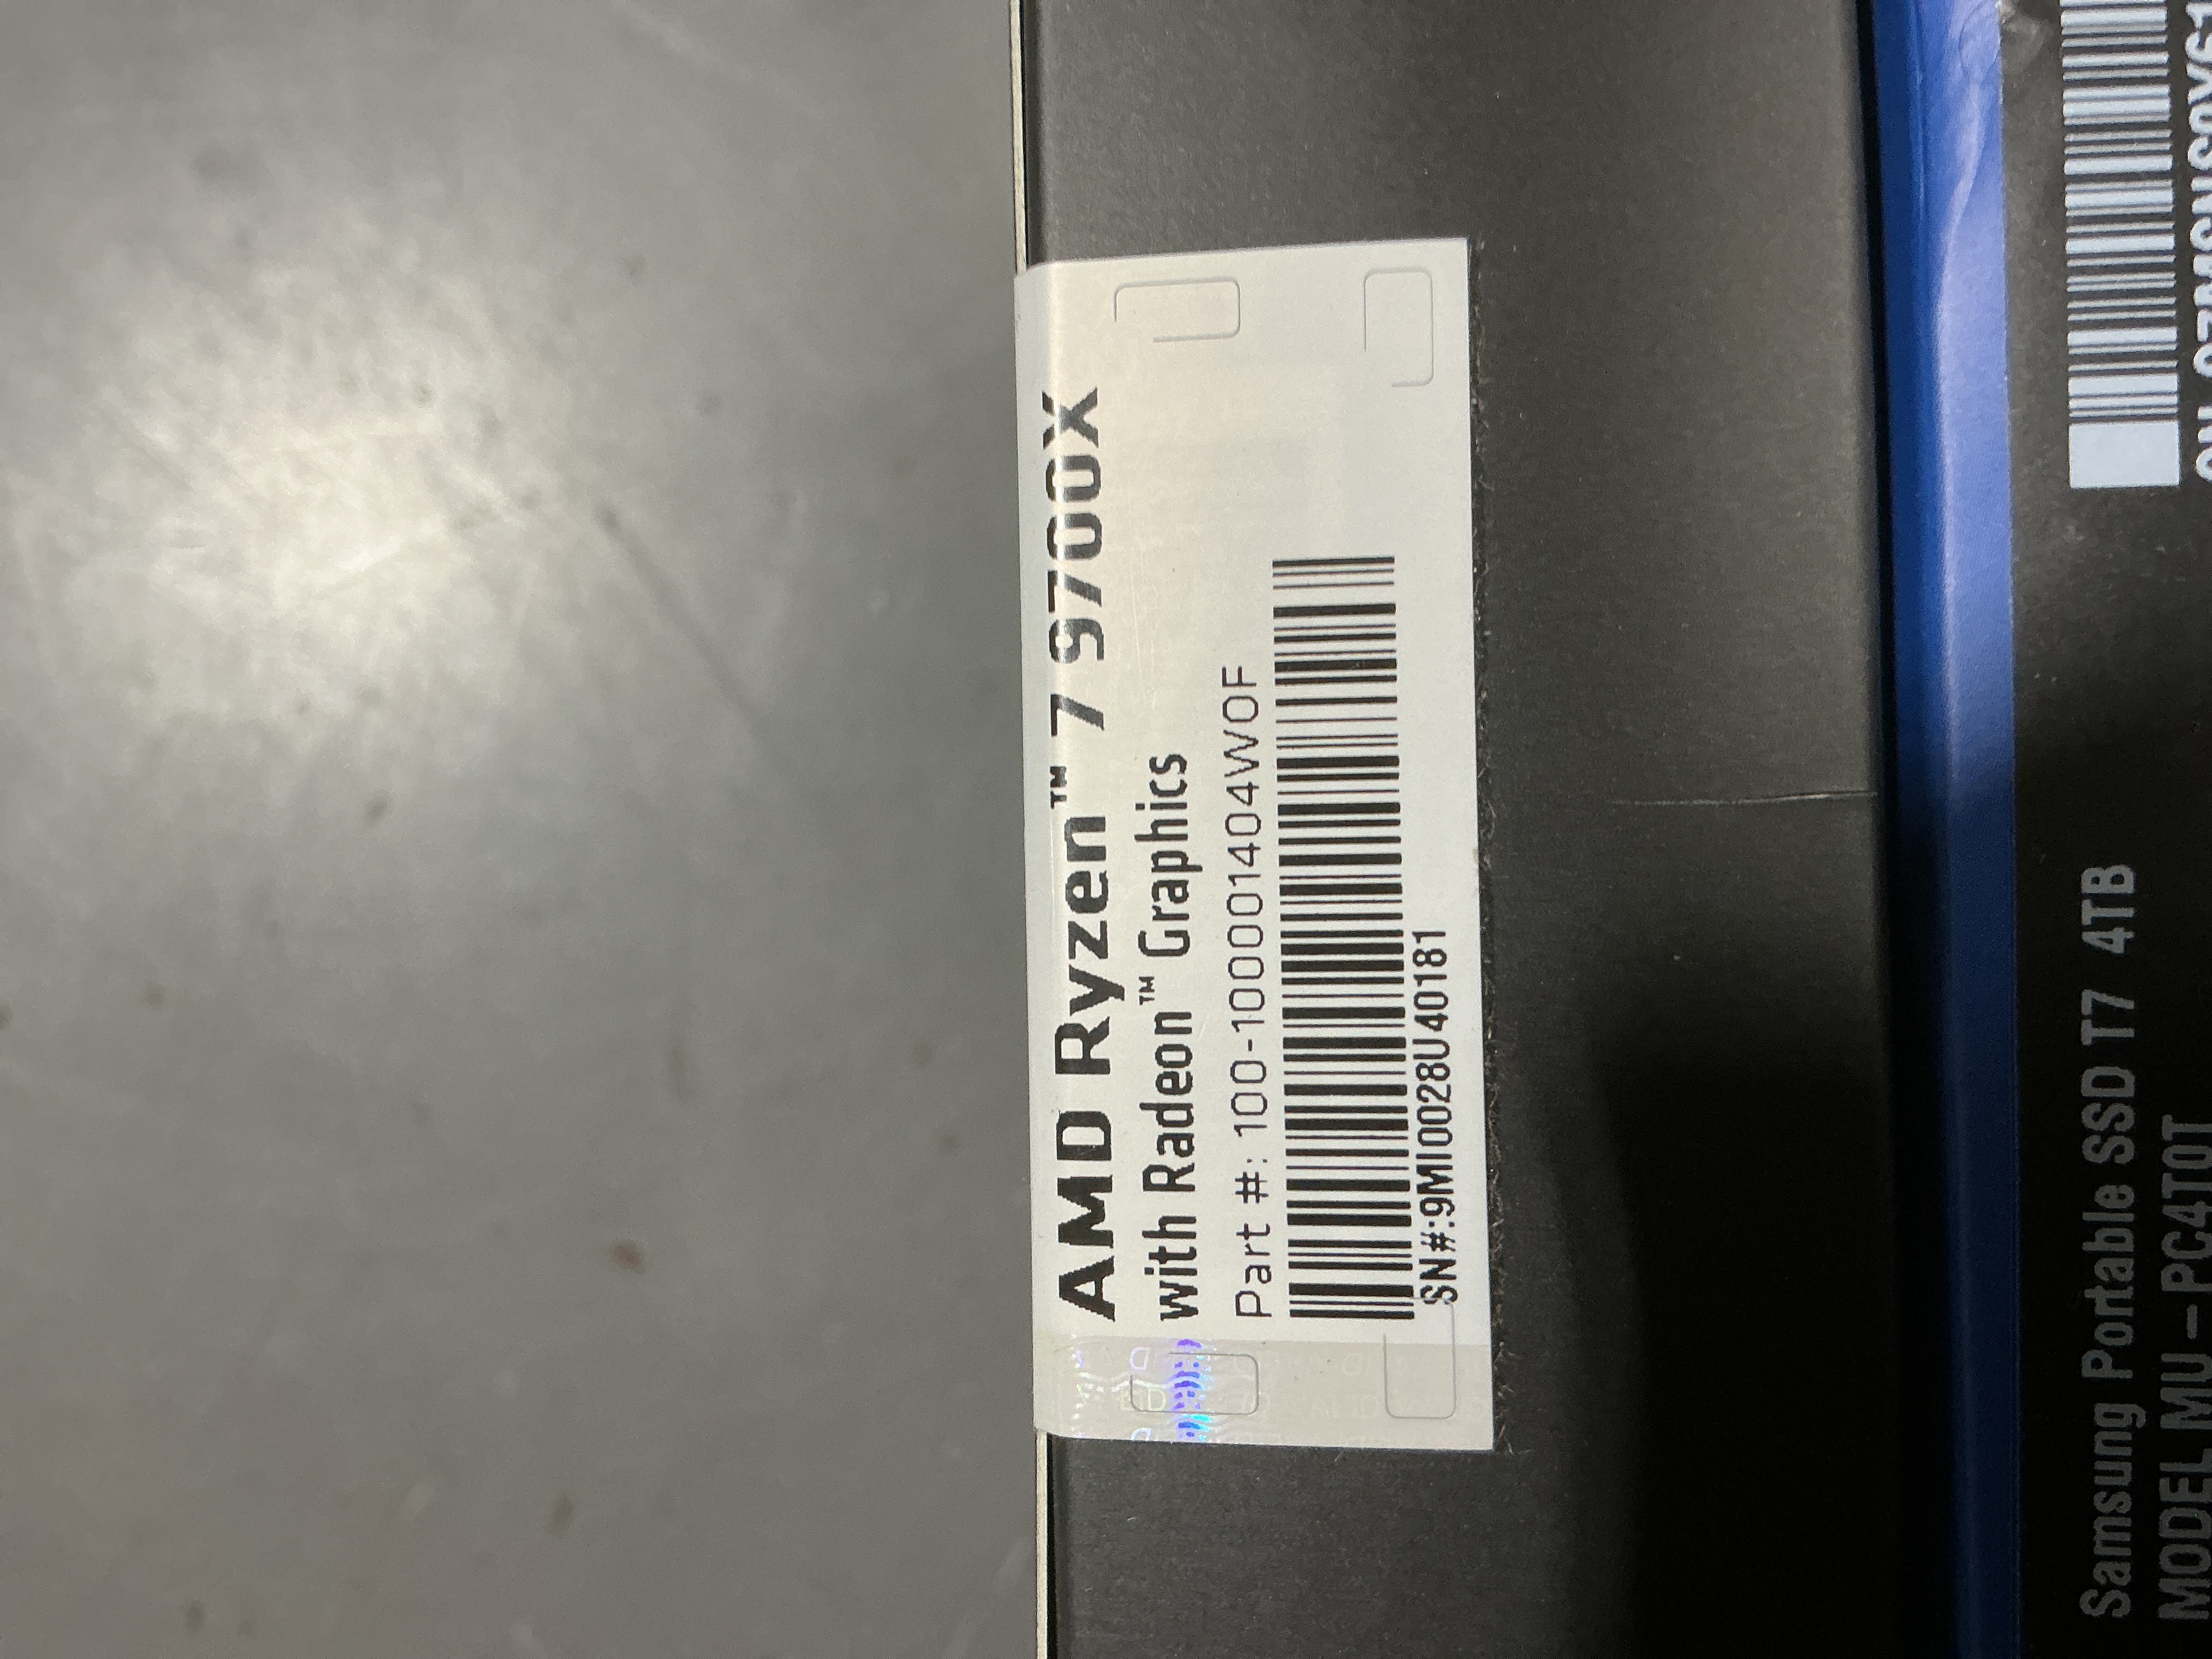 AMD Ryzen™ 7 9700X
with Radeon™ Graphics
Part #: 100-100001404WOF
SN#:9MI0028U40181
Samsung Portable SSD T7 4TB
MODEL MU-PC4T0T